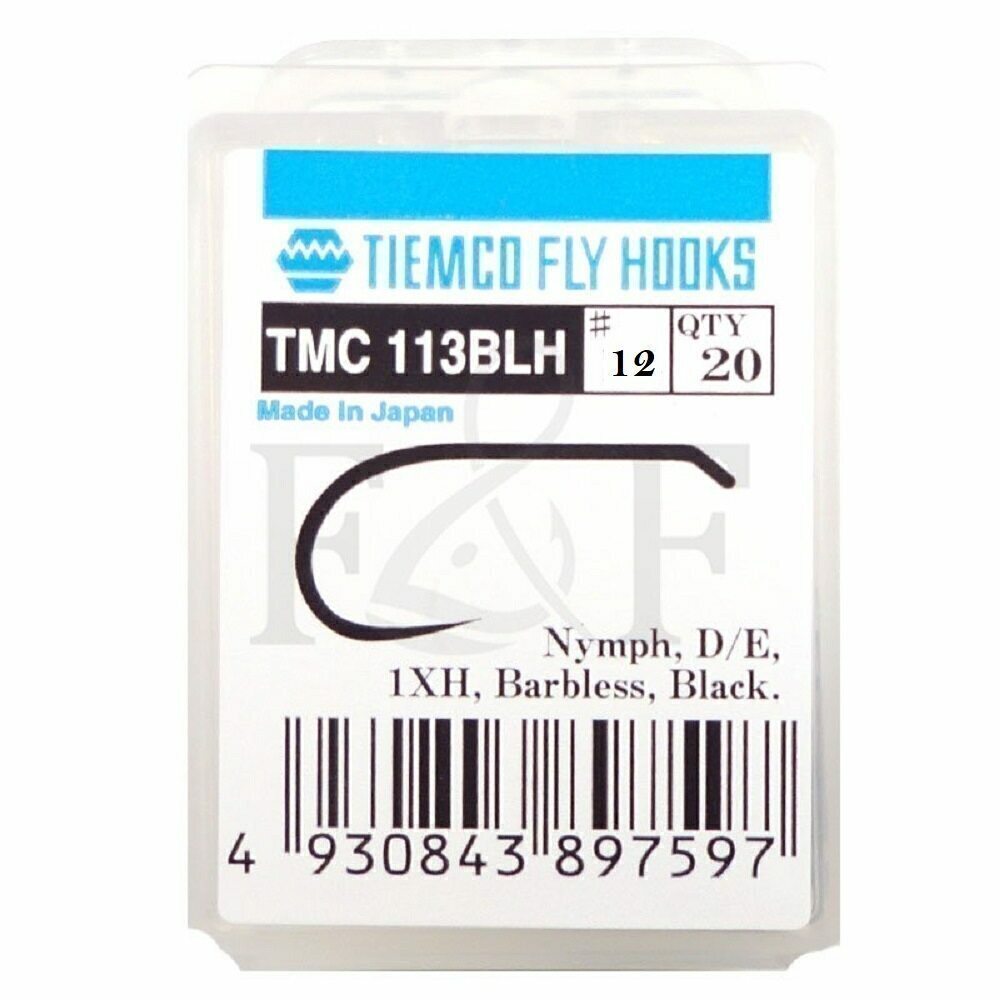 TIEMCO FLY HOOKS
TMC 113BLH # 12 QTY 20
Made In Japan
F&F
Nymph, D/E,
1XH, Barbless, Black.
4 930843 897597